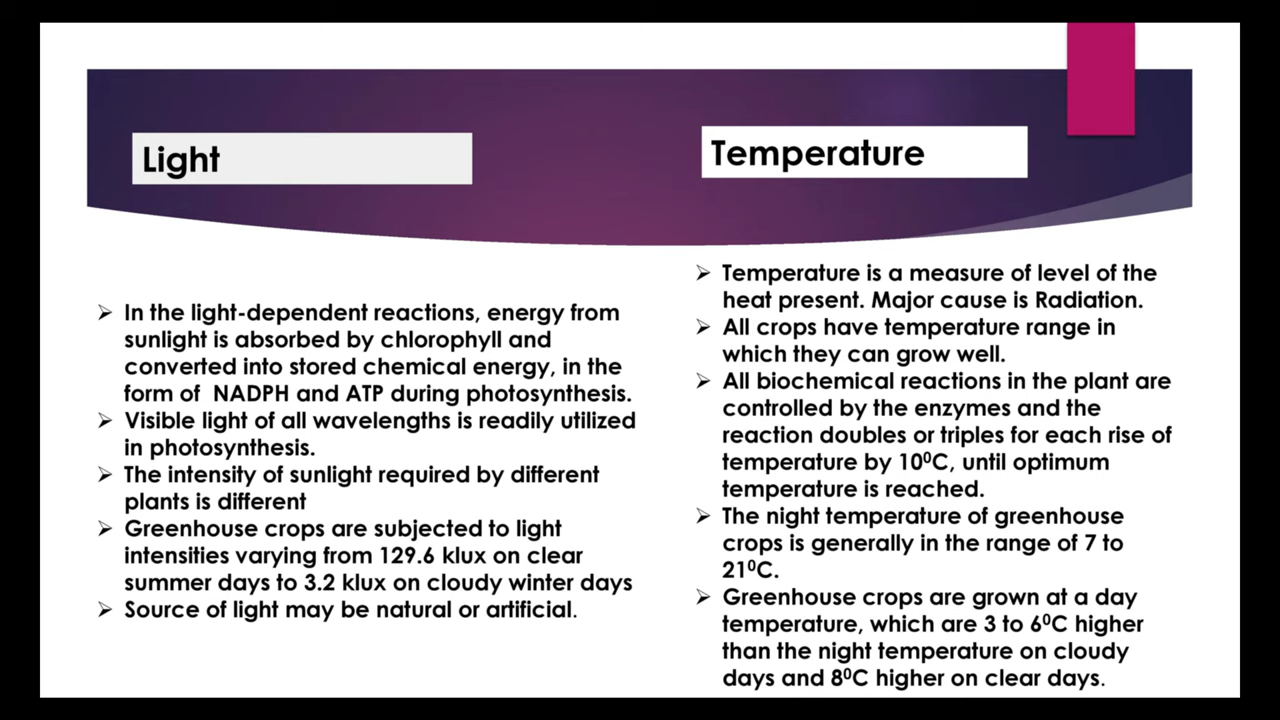 Light
➢ In the light-dependent reactions, energy from
sunlight is absorbed by chlorophyll and
converted into stored chemical energy, in the
form of NADPH and ATP during photosynthesis.
➢ Visible light of all wavelengths is readily utilized
in photosynthesis.
➢ The intensity of sunlight required by different
plants is different
➢ Greenhouse crops are subjected to light
intensities varying from 129.6 klux on clear
summer days to 3.2 klux on cloudy winter days
➢ Source of light may be natural or artificial.
Temperature
➢ Temperature is a measure of level of the
heat present. Major cause is Radiation.
➢ All crops have temperature range in
which they can grow well.
➢ All biochemical reactions in the plant are
controlled by the enzymes and the
reaction doubles or triples for each rise of
temperature by 10⁰C, until optimum
temperature is reached.
➢ The night temperature of greenhouse
crops is generally in the range of 7 to
21⁰C.
➢ Greenhouse crops are grown at a day
temperature, which are 3 to 6⁰C higher
than the night temperature on cloudy
days and 8⁰C higher on clear days.